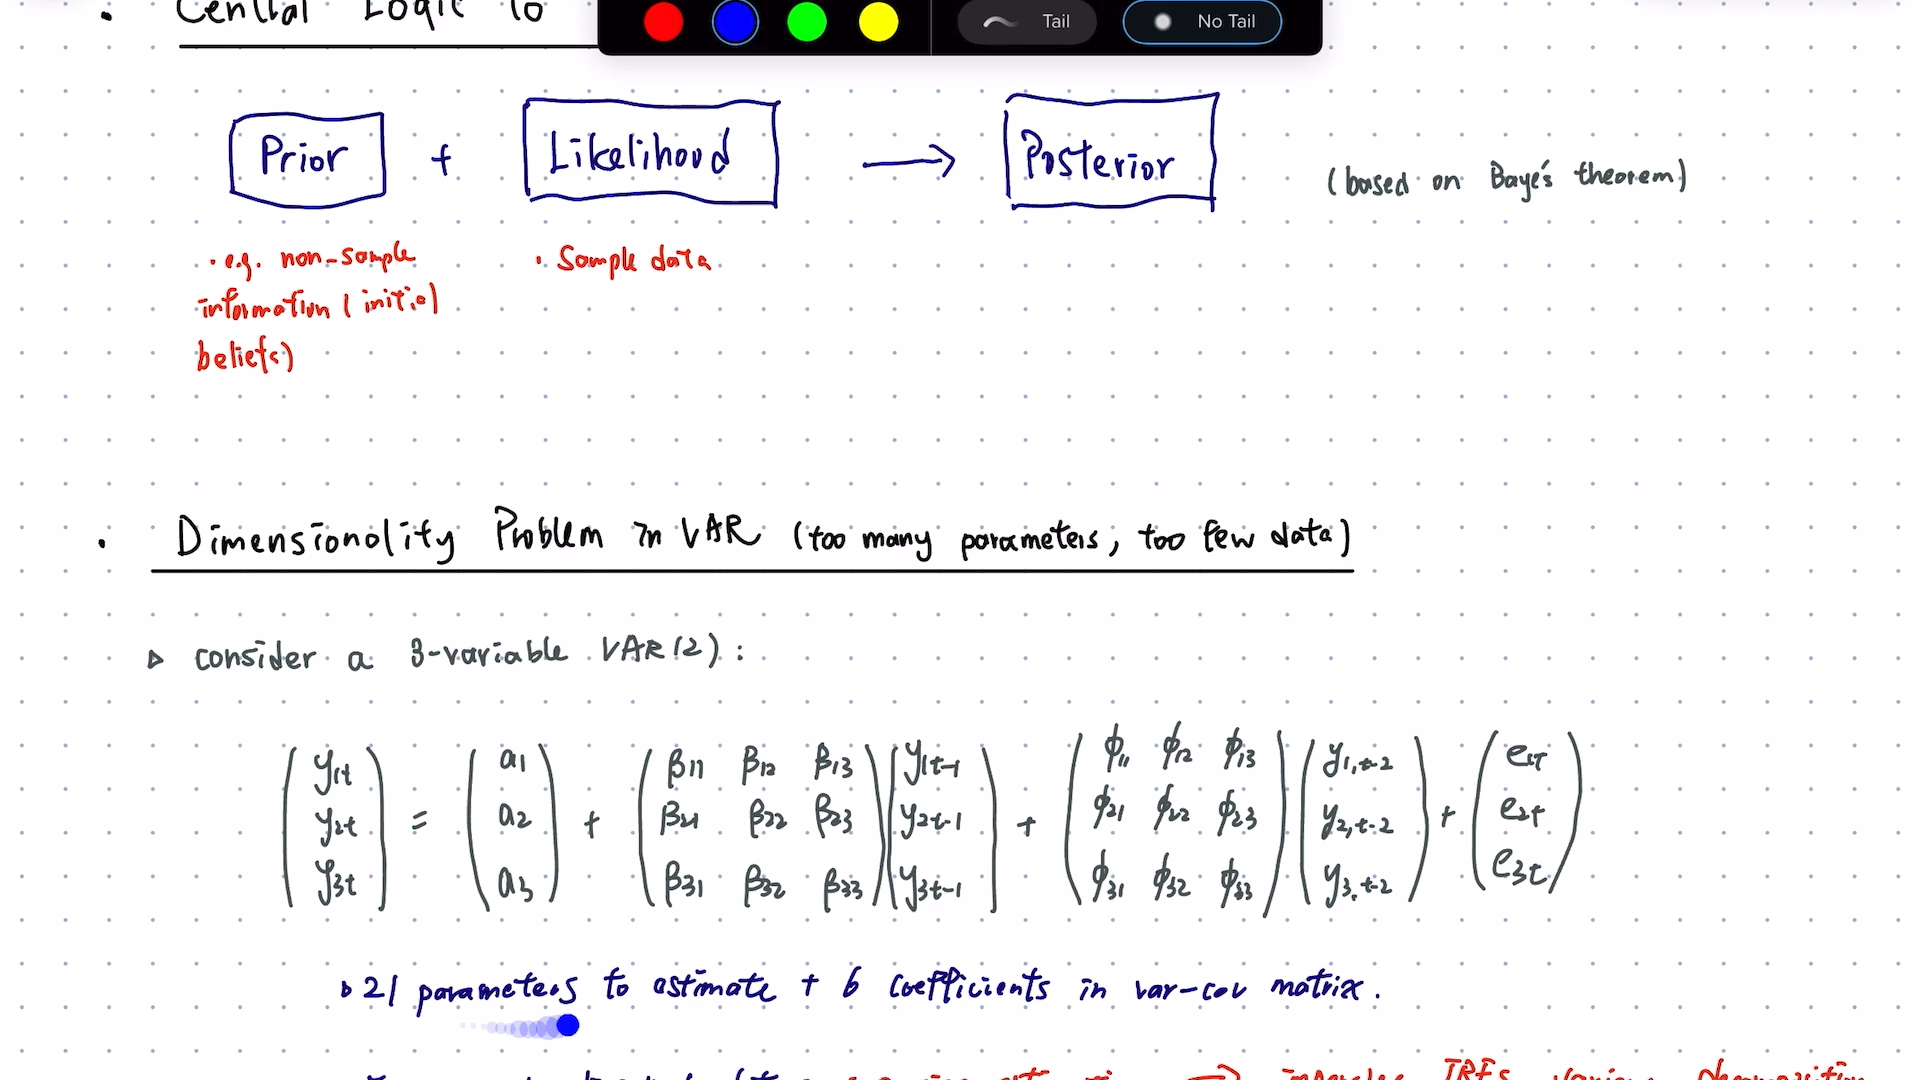 • Central Logic to
Tail
No Tail
Prior + Likelihood → Posterior (based on Baye's theorem)
• e.g. non-sample
information (initial
beliefs)
• Sample data
• Dimensionality Problem in VAR (too many parameters, too few data)
▷ consider a 3-variable VAR(2) :
( y1t ) = ( a1 ) + ( β11 β12 β13 ) ( y1t-1 ) + ( ϕ11 ϕ12 ϕ13 ) ( y1,t-2 ) + ( e1t )
( y2t ) ( a2 ) ( β21 β22 β23 ) ( y2t-1 ) ( ϕ21 ϕ22 ϕ23 ) ( y2,t-2 ) ( e2t )
( y3t ) ( a3 ) ( β31 β32 β33 ) ( y3t-1 ) ( ϕ31 ϕ32 ϕ33 ) ( y3,t-2 ) ( e3t )
▷ 21 parameters to estimate + 6 coefficients in var-cov matrix.
IRFs